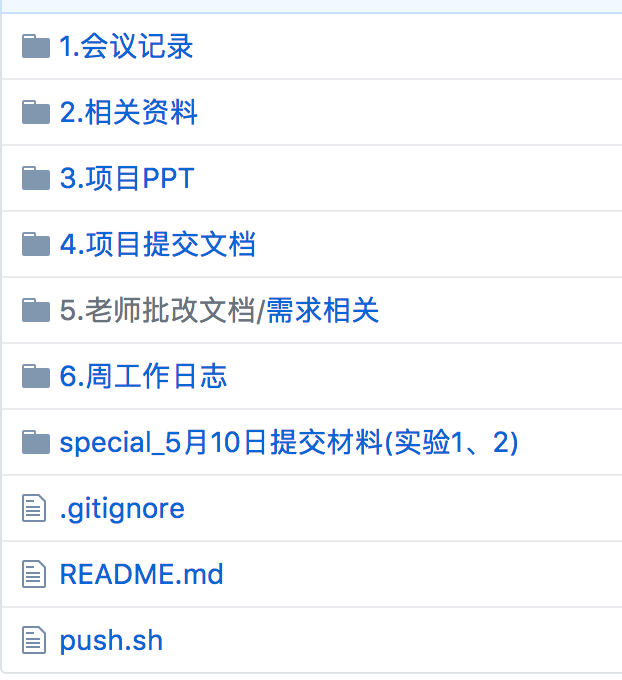 1.会议记录
2.相关资料
3.项目PPT
4.项目提交文档
5.老师批改文档/需求相关
6.周工作日志
special_5月10日提交材料(实验1、2)
.gitignore
README.md
push.sh